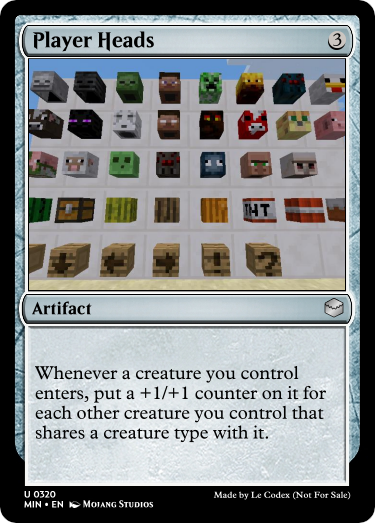 Player Heads 3
TNT
Artifact
Whenever a creature you control
enters, put a +1/+1 counter on it for
each other creature you control that
shares a creature type with it.
U 0320
MIN • EN Mojang Studios
Made by Le Codex (Not For Sale)